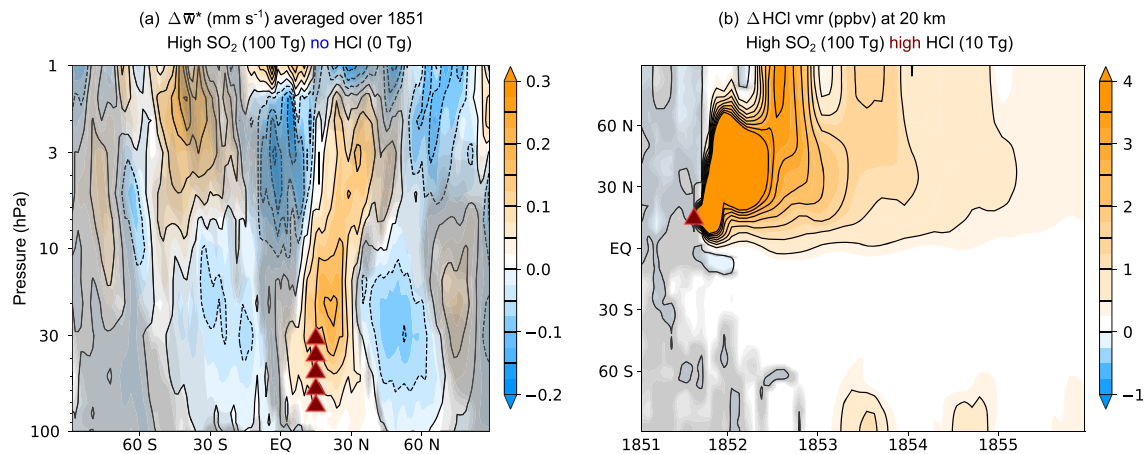 (a) Δw̅* (mm s⁻¹) averaged over 1851
High SO₂ (100 Tg) no HCl (0 Tg)
1
3
10
30
100
Pressure (hPa)
60 S 30 S EQ 30 N 60 N
0.3
0.2
0.1
0.0
−0.1
−0.2
(b) ΔHCl vmr (ppbv) at 20 km
High SO₂ (100 Tg) high HCl (10 Tg)
60 N
30 N
EQ
30 S
60 S
1851 1852 1853 1854 1855
4
3
2
1
0
−1